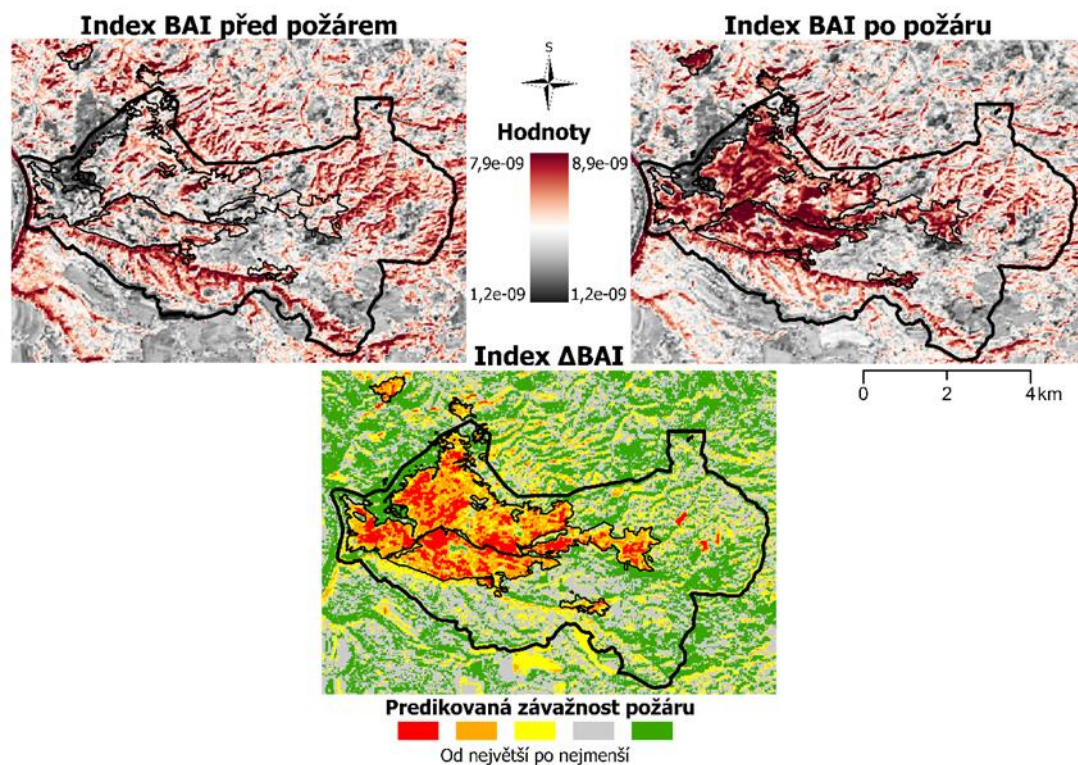 Index BAI před požárem
Index BAI po požáru
S
Hodnoty
7,9e-09 8,9e-09
1,2e-09 1,2e-09
Index ΔBAI
0 2 4 km
Predikovaná závažnost požáru
Od největší po nejmenší